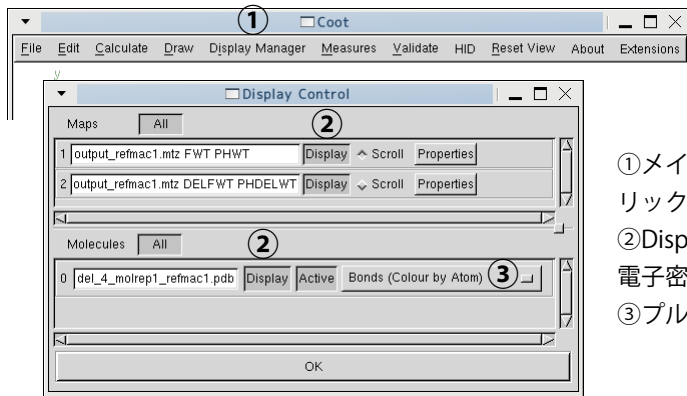 ① Coot
File Edit Calculate Draw Display Manager Measures Validate HID Reset View About Extensions
y
Display Control
Maps All ②
1 output_refmac1.mtz FWT PHWT Display Scroll Properties
2 output_refmac1.mtz DELFWT PHDELWT Display Scroll Properties
Molecules All ②
0 del_4_molrep1_refmac1.pdb Display Active Bonds (Colour by Atom) ③
OK
①メイ
リック
②Disp
電子密
③プル